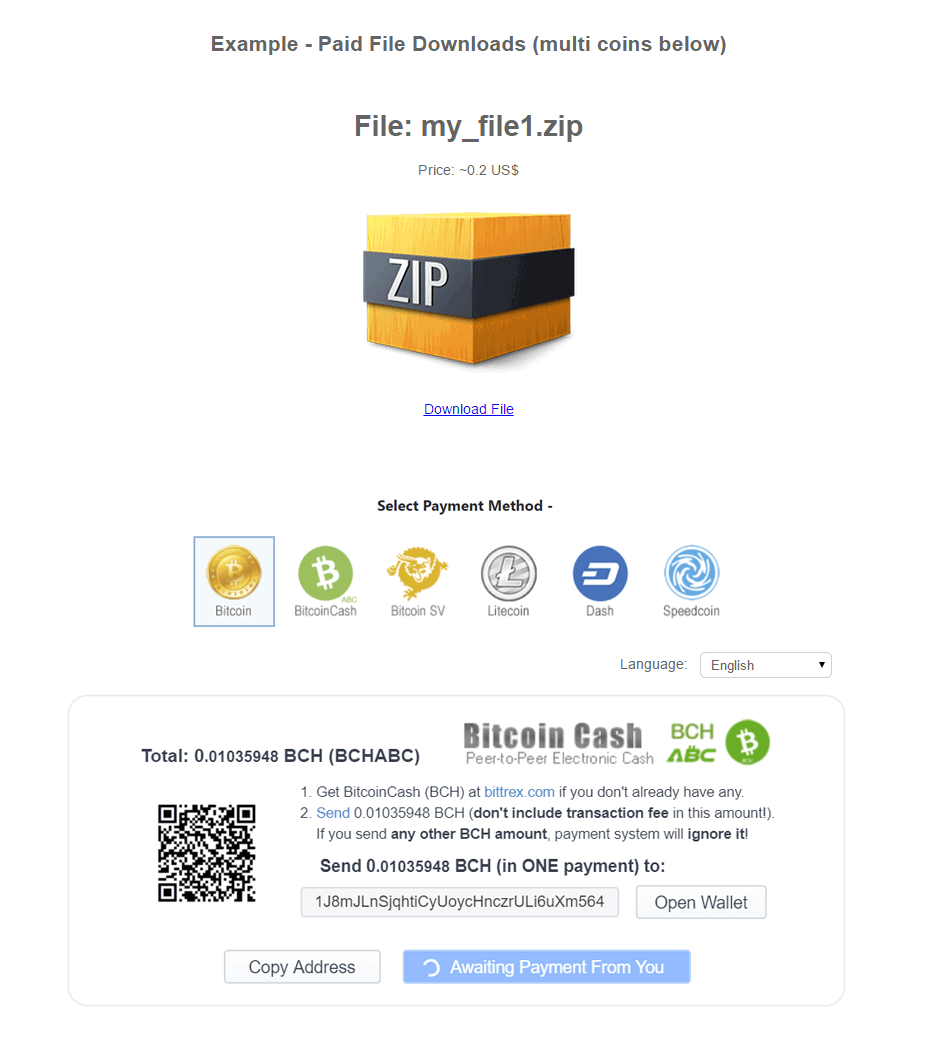 Example - Paid File Downloads (multi coins below)
File: my_file1.zip
Price: ~0.2 US$
ZIP
Download File
Select Payment Method -
Bitcoin
BitcoinCash
ABC
Bitcoin SV
Litecoin
Dash
Speedcoin
Language: English
Total: 0.01035948 BCH (BCHABC)
Bitcoin Cash
Peer-to-Peer Electronic Cash
BCH
ABC
BCH
1. Get BitcoinCash (BCH) at bittrex.com if you don't already have any.
2. Send 0.01035948 BCH (don't include transaction fee in this amount!).
If you send any other BCH amount, payment system will ignore it!
Send 0.01035948 BCH (in ONE payment) to:
1J8mJLnSjqhtiCyUoycHnczrULi6uXm564
Open Wallet
Copy Address
Awaiting Payment From You